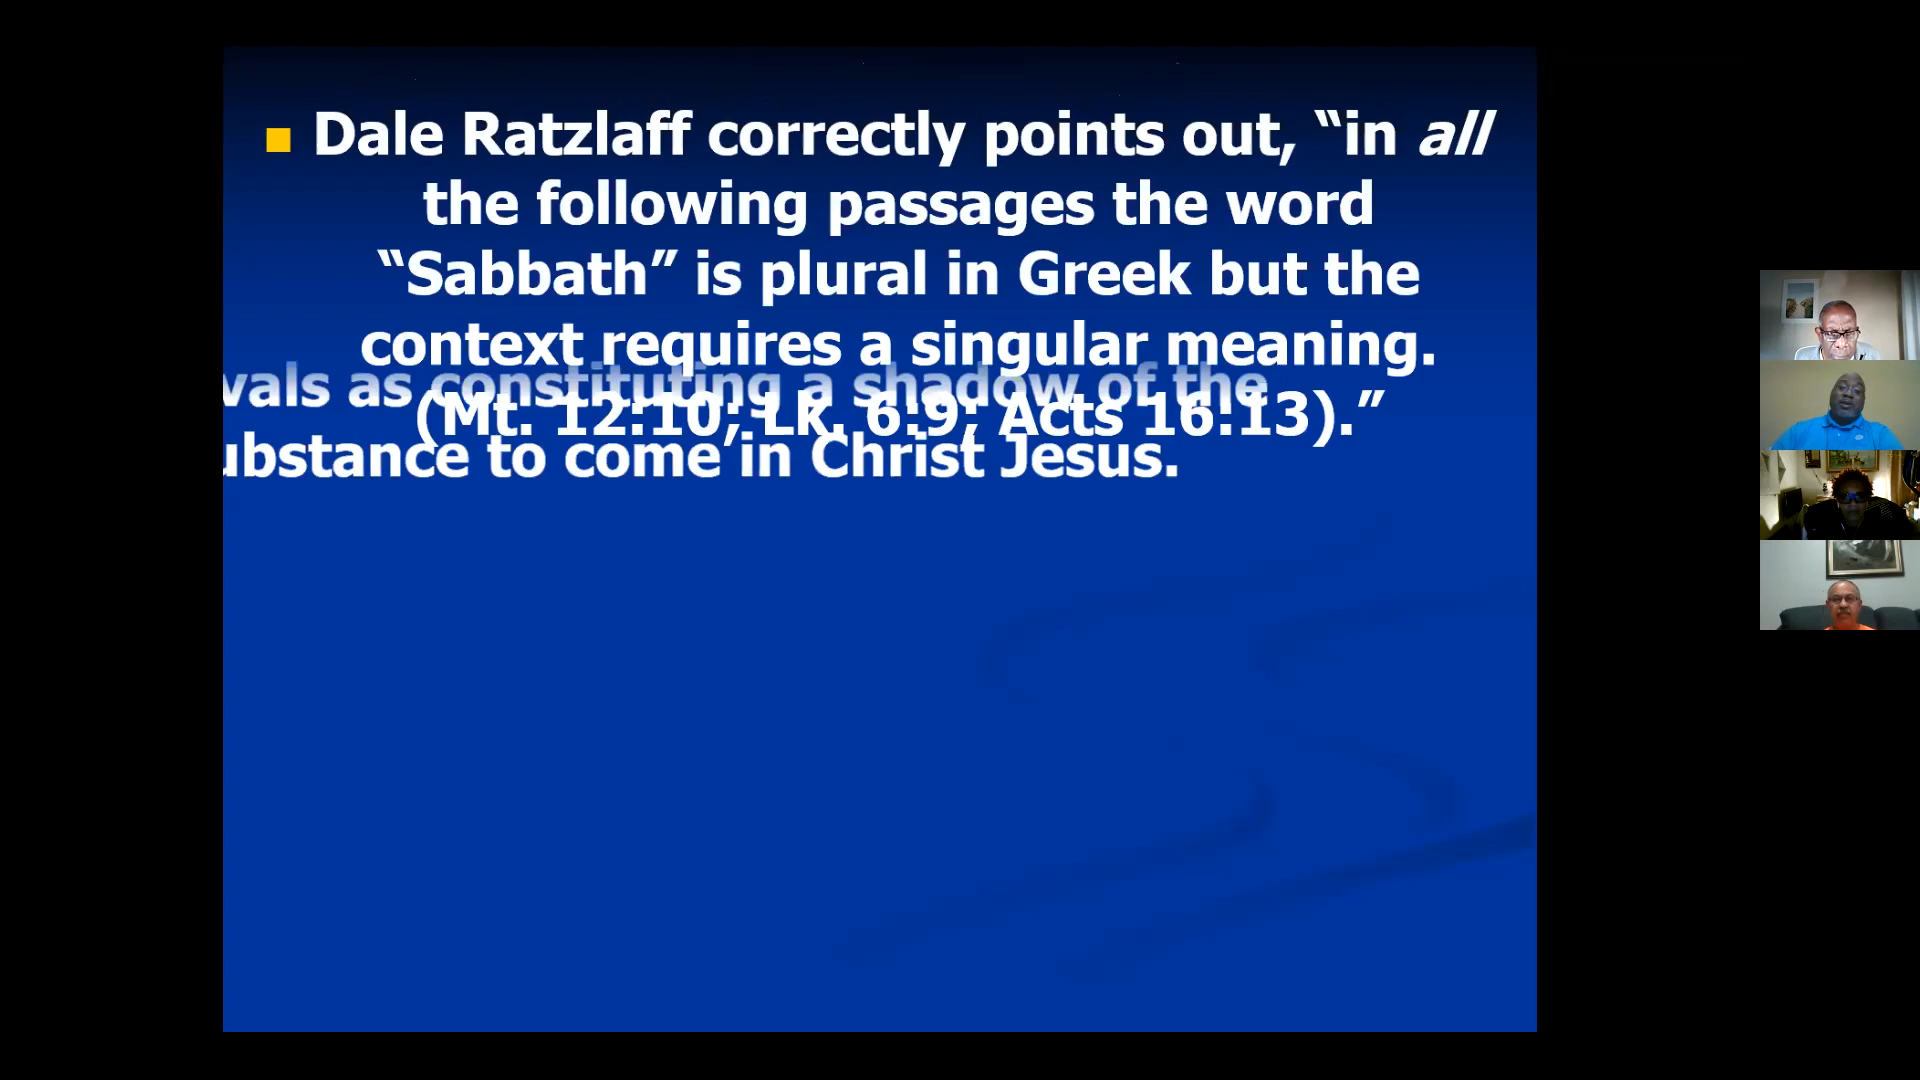 Dale Ratzlaff correctly points out, “in all
the following passages the word
“Sabbath” is plural in Greek but the
context requires a singular meaning.
(Mt. 12:10; Lk. 6:9; Acts 16:13).”
vals as constituting a shadow of the
ubstance to come in Christ Jesus.